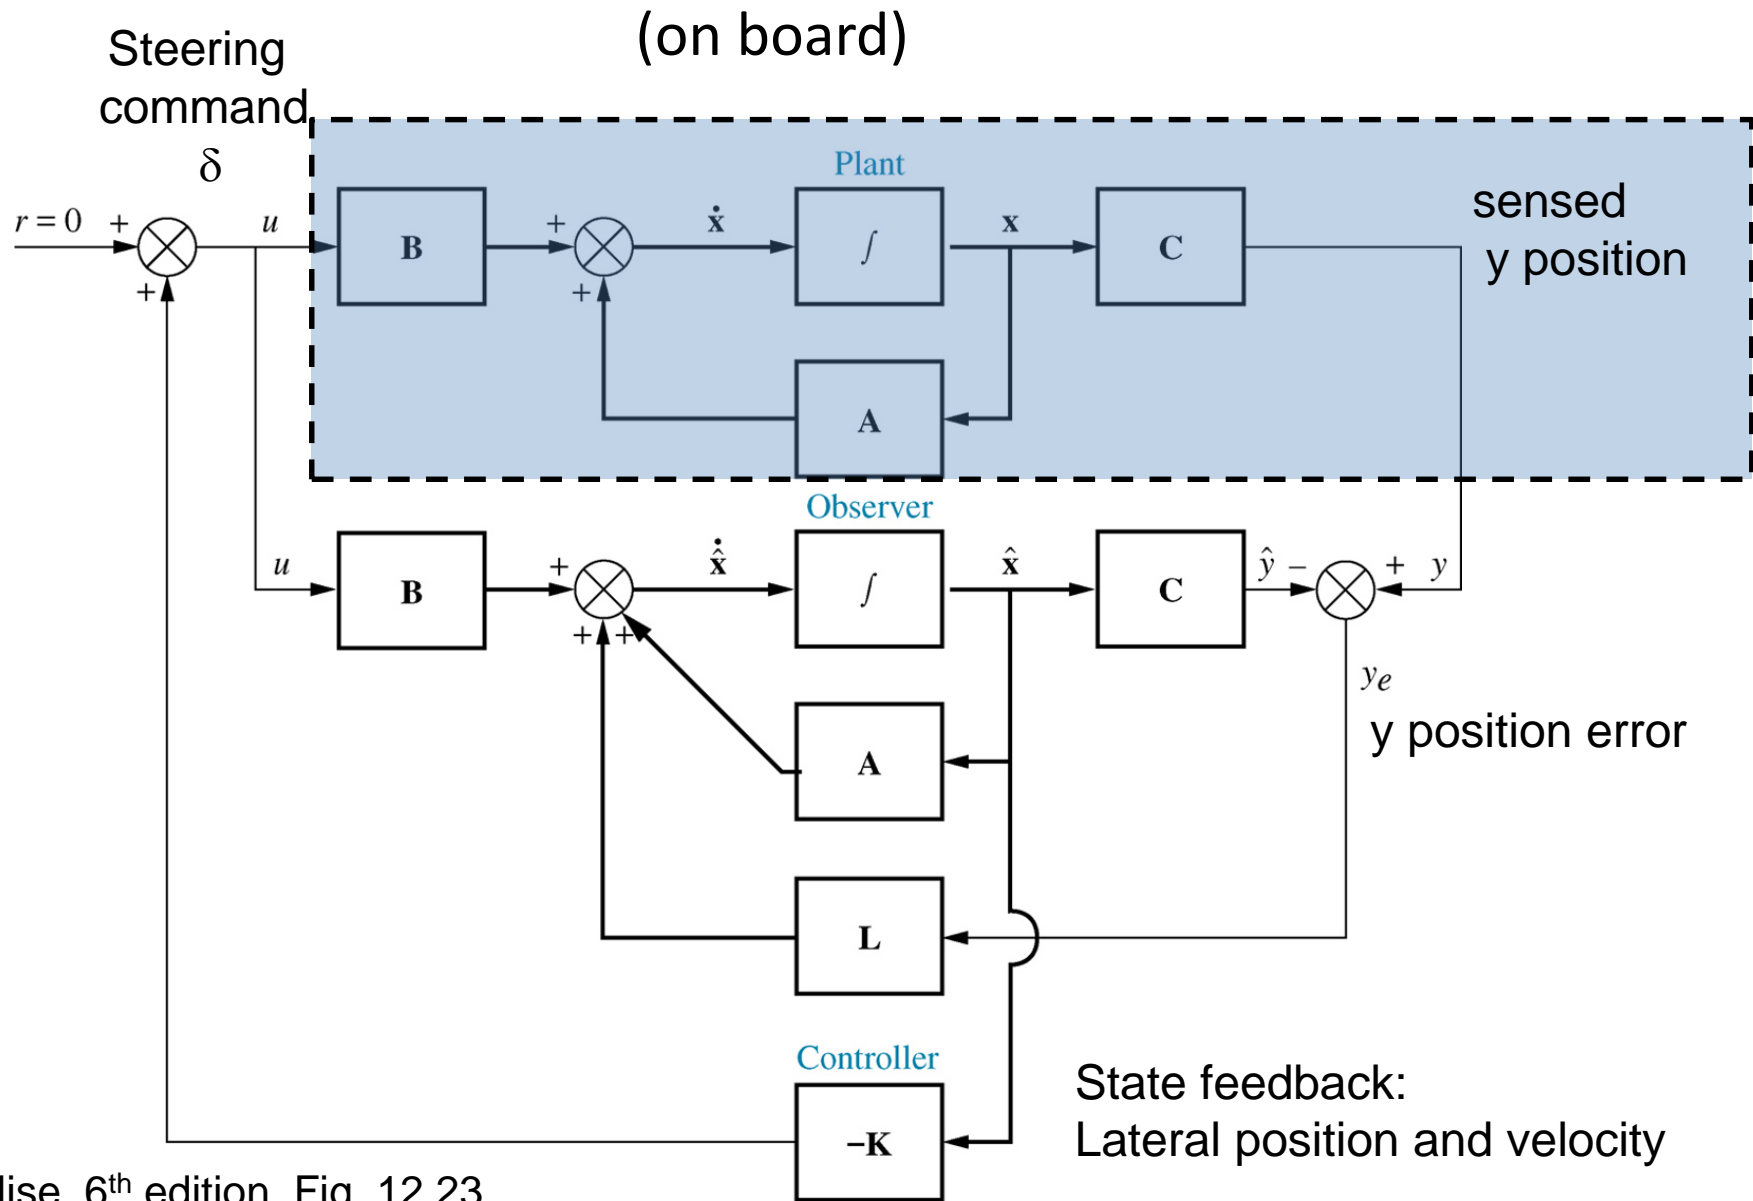 (on board)
Steering
command
δ
Plant
r = 0 + u B + ẋ ∫ x C
sensed
y position
+ +
A
Observer
u B + x̂̇ ∫ x̂ C ŷ − + y
+ +
yₑ
y position error
A
L
Controller
−K
State feedback:
Lateral position and velocity
6th edition, Fig. 12.23